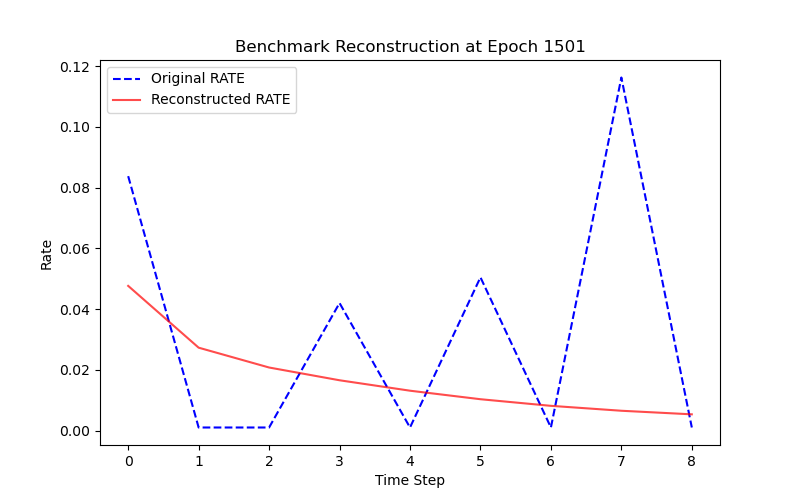 Benchmark Reconstruction at Epoch 1501
Original RATE
Reconstructed RATE
0.12
0.10
0.08
0.06
0.04
0.02
0.00
Rate
0 1 2 3 4 5 6 7 8
Time Step